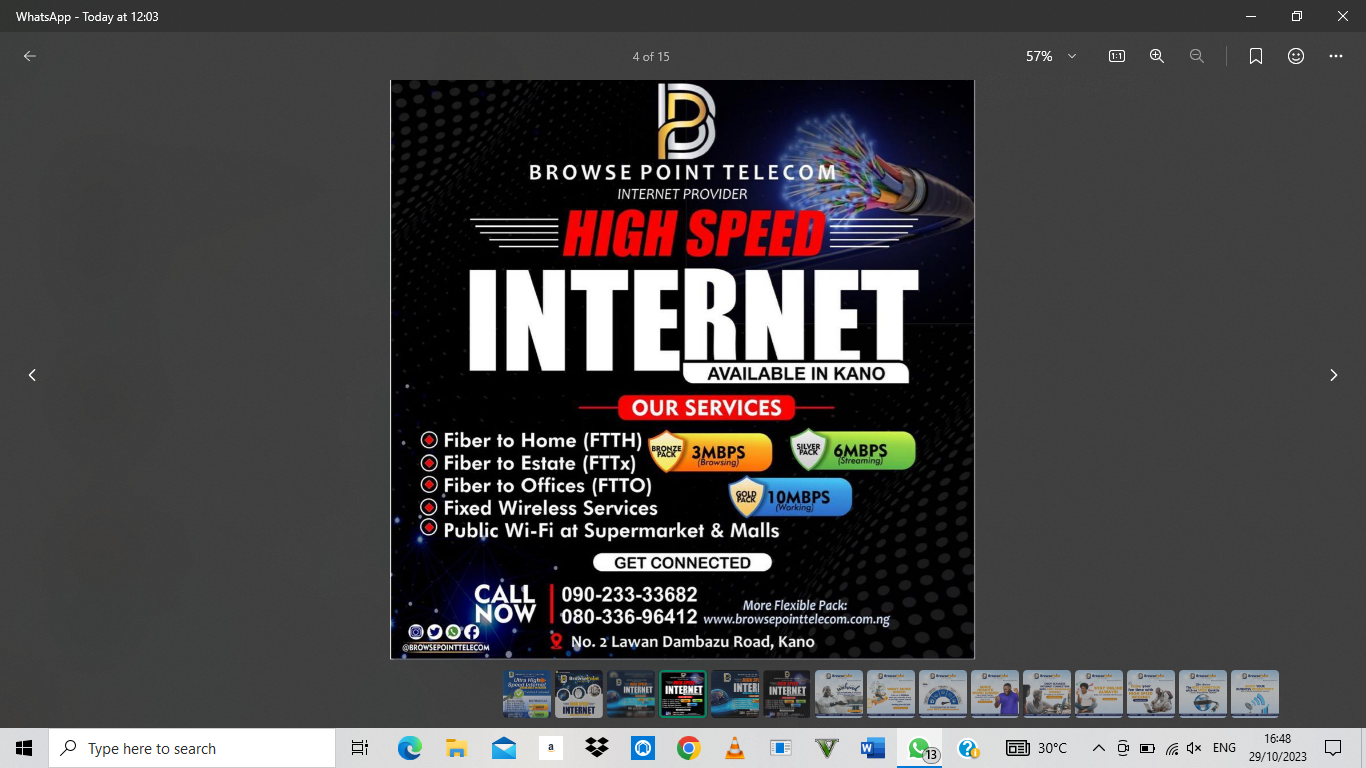 WhatsApp - Today at 12:03
4 of 15
57%
1:1
BROWSE POINT TELECOM
INTERNET PROVIDER
HIGH SPEED
INTERNET
AVAILABLE IN KANO
OUR SERVICES
Fiber to Home (FTTH)
Fiber to Estate (FTTx)
Fiber to Offices (FTTO)
Fixed Wireless Services
Public Wi-Fi at Supermarket & Malls
BRONZE PACK
3MBPS
(Browsing)
SILVER PACK
6MBPS
(Streaming)
GOLD PACK
10MBPS
(Working)
GET CONNECTED
CALL NOW
090-233-33682
080-336-96412
More Flexible Pack:
www.browsepointtelecom.com.ng
@BROWSEPOINTTELECOM
No. 2 Lawan Dambazu Road, Kano
Type here to search
a
13
30°C
ENG
16:48
29/10/2023